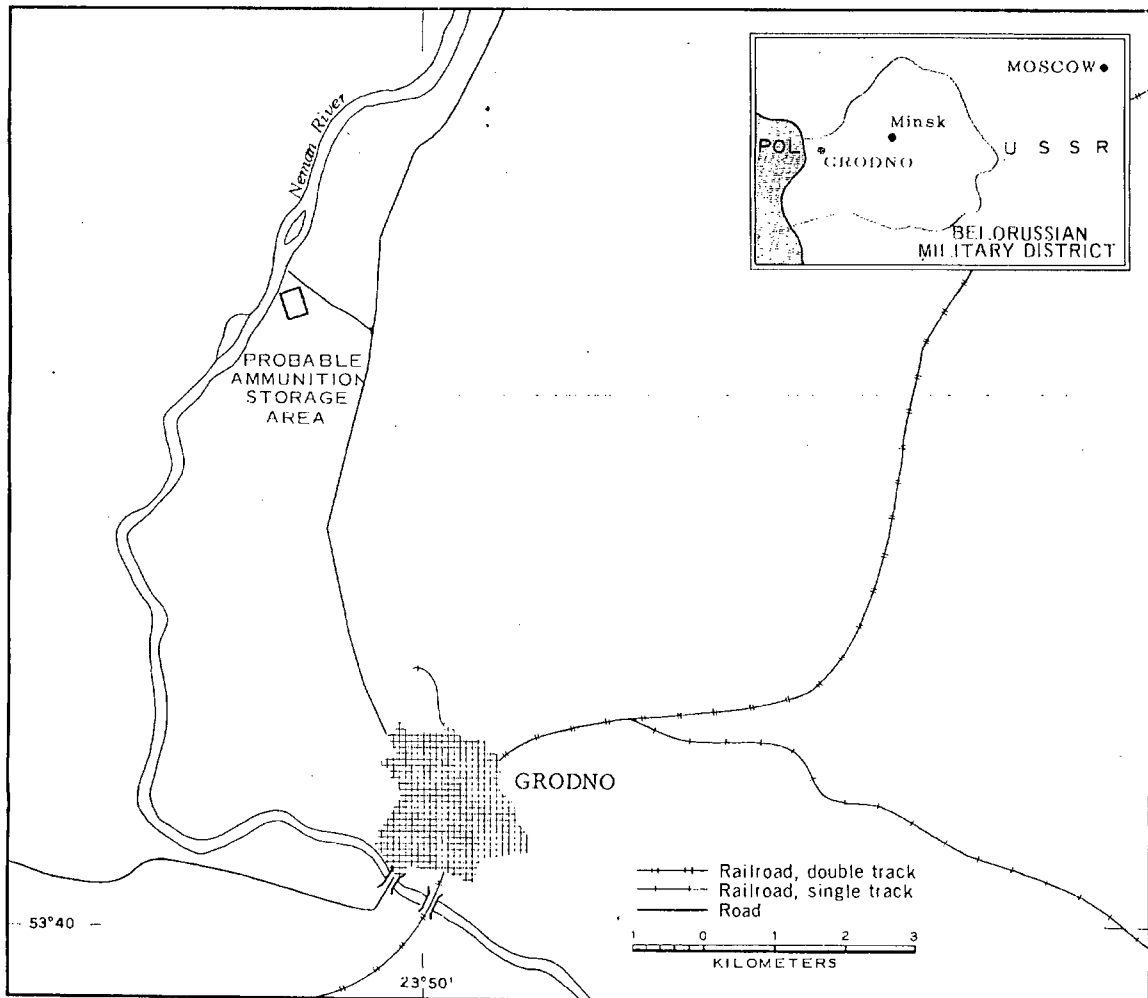 MOSCOW
Minsk
POL
U S S R
GRODNO
BELORUSSIAN
MILITARY DISTRICT
Neman River
PROBABLE
AMMUNITION
STORAGE
AREA
GRODNO
Railroad, double track
Railroad, single track
Road
53°40
1 0 1 2 3
KILOMETERS
23°50'